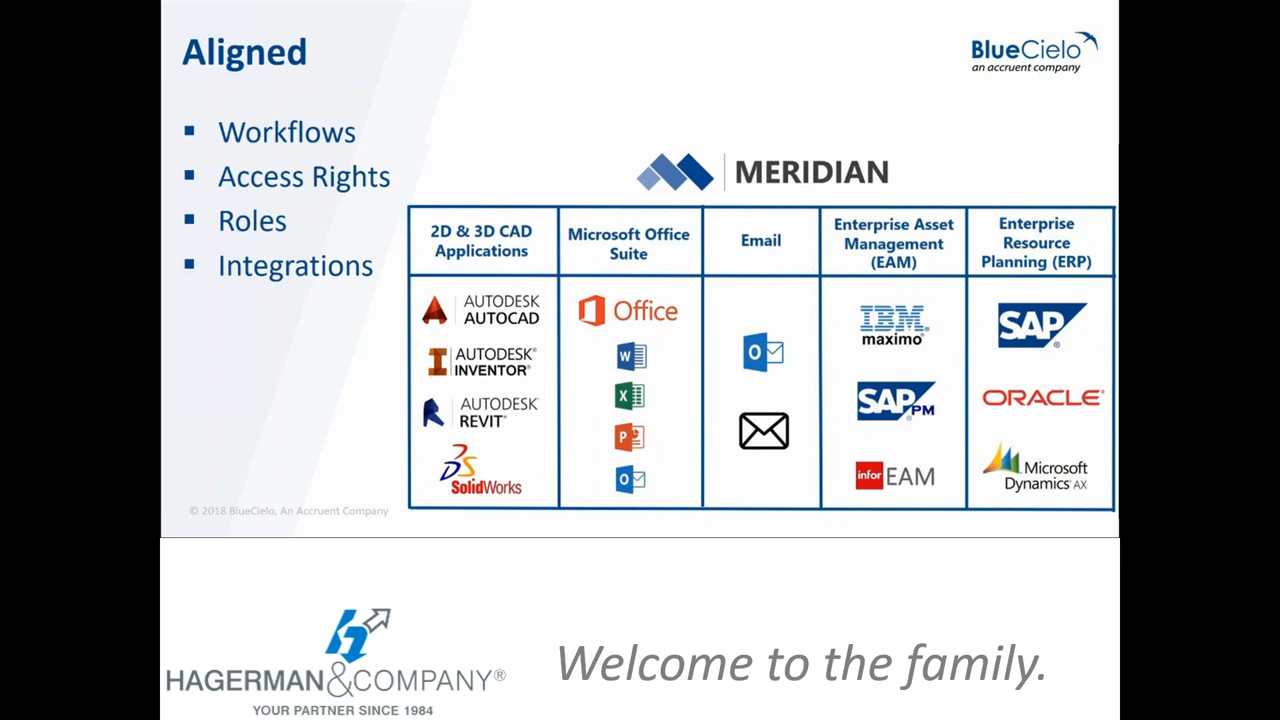 Aligned
BlueCielo
an accruent company
▪ Workflows
▪ Access Rights
▪ Roles
▪ Integrations
MERIDIAN
2D & 3D CAD
Applications
Microsoft Office
Suite
Email
Enterprise Asset
Management
(EAM)
Enterprise
Resource
Planning (ERP)
AUTODESK
AUTOCAD
AUTODESK®
INVENTOR®
AUTODESK
REVIT®
SolidWorks
Office
W
X
P
O
O
IBM®
maximo®
SAP® PM
infor EAM
SAP®
ORACLE®
Microsoft
Dynamics AX
© 2018 BlueCielo, An Accruent Company
HAGERMAN&COMPANY®
YOUR PARTNER SINCE 1984
Welcome to the family.